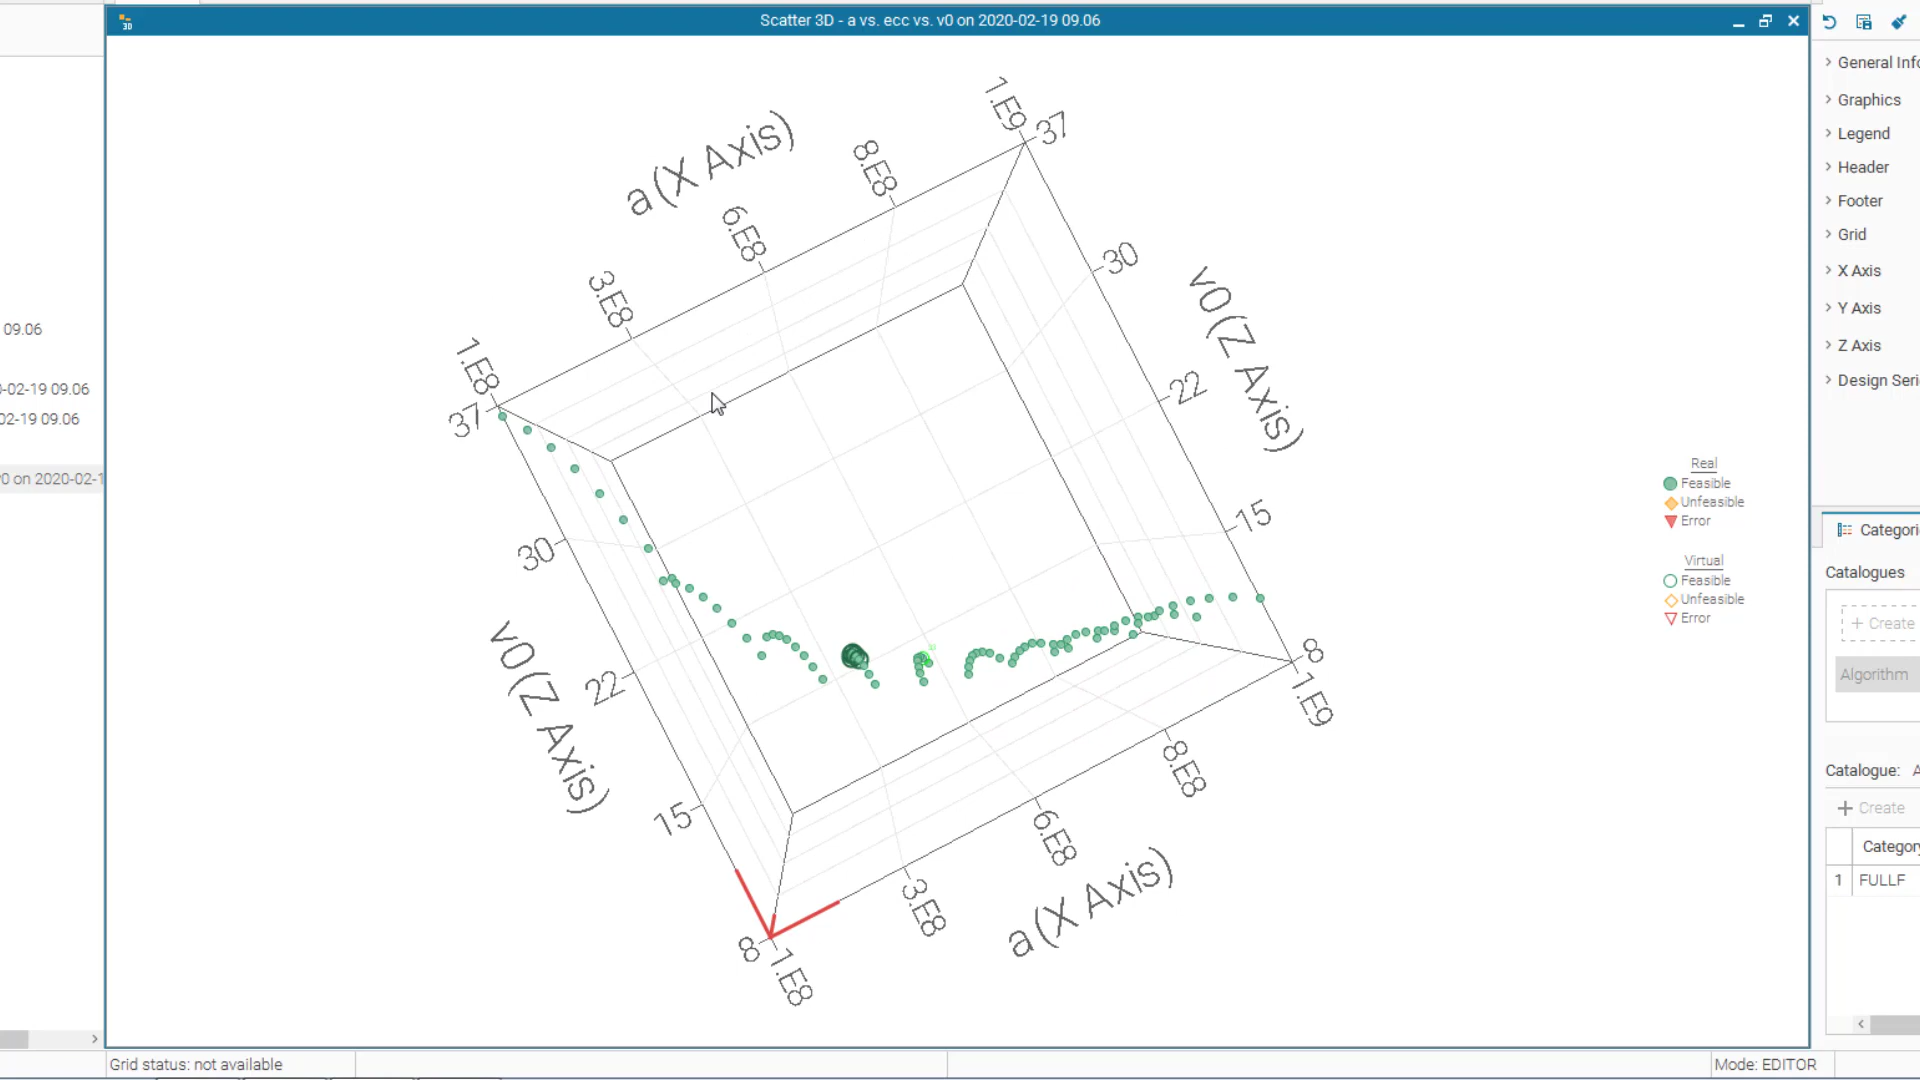 3D
Scatter 3D - a vs. ecc vs. v0 on 2020-02-19 09.06
General Info
Graphics
Legend
Header
Footer
Grid
X Axis
Y Axis
Z Axis
Design Seri
09.06
-02-19 09.06
02-19 09.06
0 on 2020-02-1
a (X Axis)
1.E8
3.E8
6.E8
8.E8
1.E9
37
30
22
15
8
v0(Z Axis)
37
30
22
15
8
v0(Z Axis)
1.E8
3.E8
6.E8
8.E8
1.E9
a (X Axis)
Real
Feasible
Unfeasible
Error
Virtual
Feasible
Unfeasible
Error
Categori
Catalogues
+ Create
Algorithm
Catalogue: A
+ Create
Category
1 FULLF
Grid status: not available
Mode: EDITOR